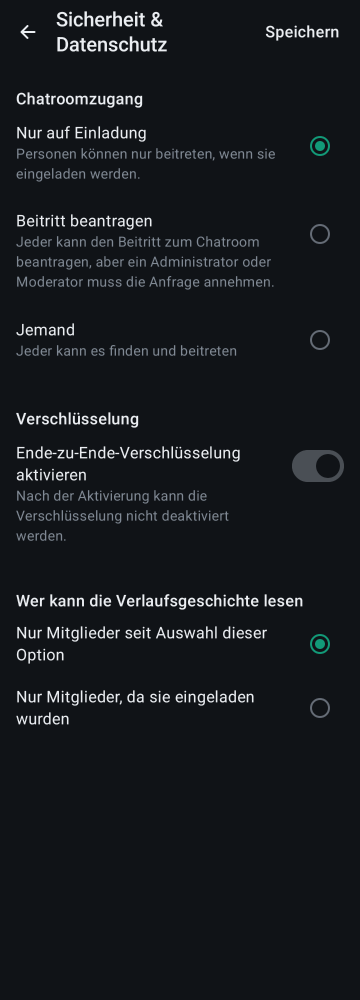 Sicherheit &
Datenschutz
Speichern
Chatroomzugang
Nur auf Einladung
Personen können nur beitreten, wenn sie
eingeladen werden.
Beitritt beantragen
Jeder kann den Beitritt zum Chatroom
beantragen, aber ein Administrator oder
Moderator muss die Anfrage annehmen.
Jemand
Jeder kann es finden und beitreten
Verschlüsselung
Ende-zu-Ende-Verschlüsselung
aktivieren
Nach der Aktivierung kann die
Verschlüsselung nicht deaktiviert
werden.
Wer kann die Verlaufsgeschichte lesen
Nur Mitglieder seit Auswahl dieser
Option
Nur Mitglieder, da sie eingeladen
wurden